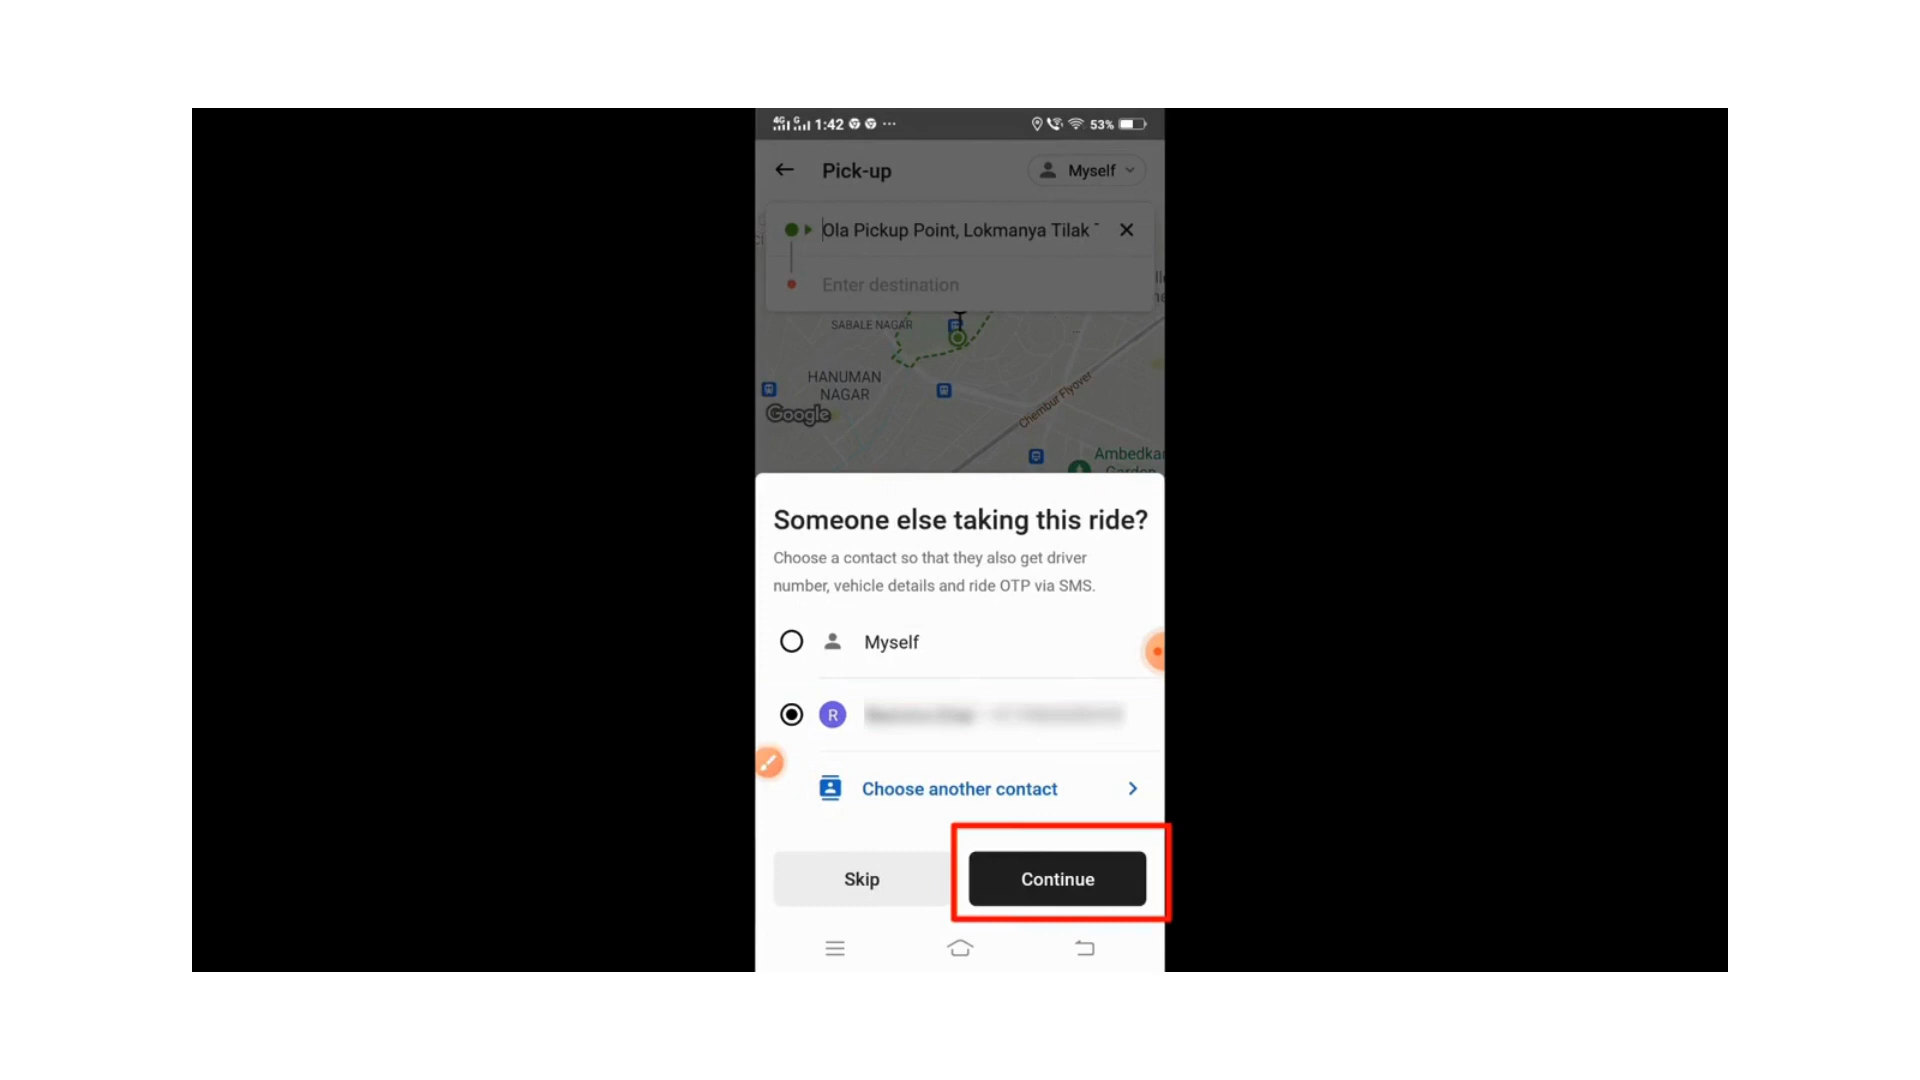 4G G 1:42 ··· 53%
Pick-up Myself
Ola Pickup Point, Lokmanya Tilak
Enter destination
SABALE NAGAR
HANUMAN
NAGAR
Google
Chembur Flyover
Ambedkar
Garden
Someone else taking this ride?
Choose a contact so that they also get driver
number, vehicle details and ride OTP via SMS.
Myself
R
Choose another contact
Skip Continue